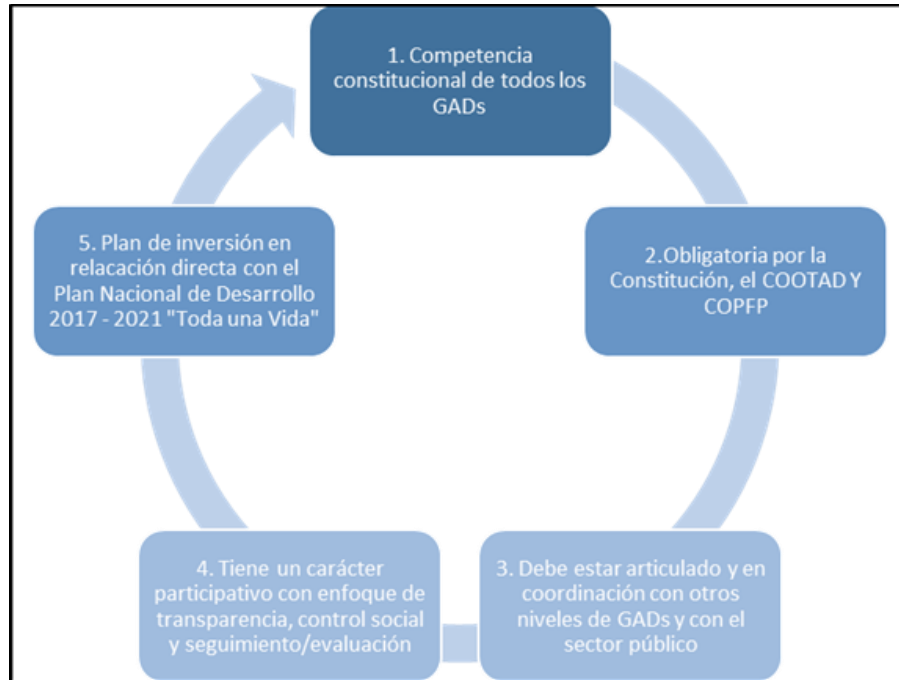 1. Competencia
constitucional de todos los
GADs
2.Obligatoria por la
Constitución, el COOTAD Y
COPFP
3. Debe estar articulado y en
coordinación con otros
niveles de GADs y con el
sector público
4. Tiene un carácter
participativo con enfoque de
transparencia, control social
y seguimiento/evaluación
5. Plan de inversión en
relacación directa con el
Plan Nacional de Desarrollo
2017 - 2021 "Toda una Vida"